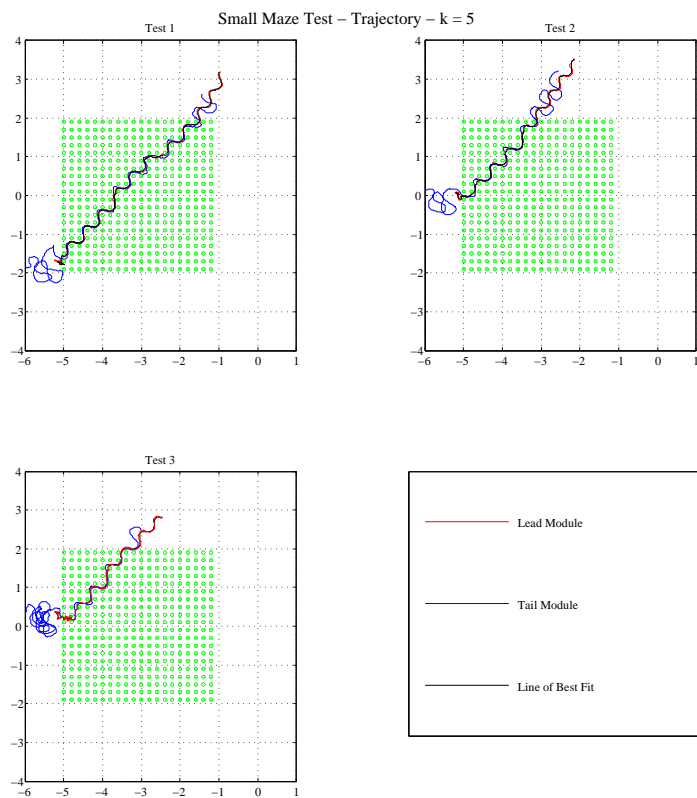 Small Maze Test – Trajectory – k = 5
Test 1
Test 2
4
3
2
1
0
−1
−2
−3
−4
−6 −5 −4 −3 −2 −1 0 1
4
3
2
1
0
−1
−2
−3
−4
−6 −5 −4 −3 −2 −1 0 1
Test 3
4
3
2
1
0
−1
−2
−3
−4
−6 −5 −4 −3 −2 −1 0 1
Lead Module
Tail Module
Line of Best Fit